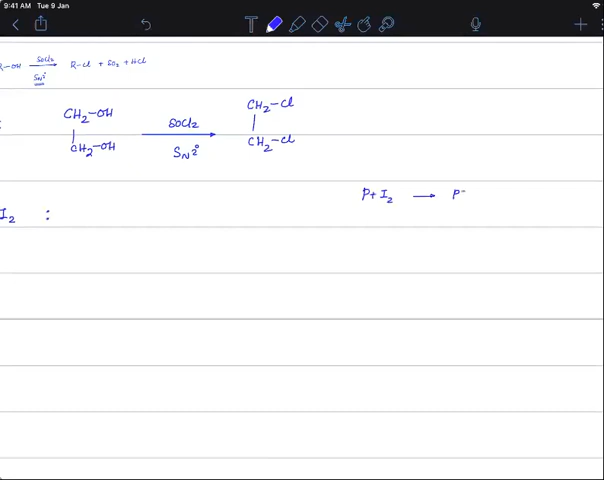 9:41 AM Tue 9 Jan
R-OH SOCl2 → R-Cl + SO2 + HCl
SNi
CH2-OH SOCl2 CH2-Cl
| → |
CH2-OH SNi CH2-Cl
P + I2 → P-
I2 :